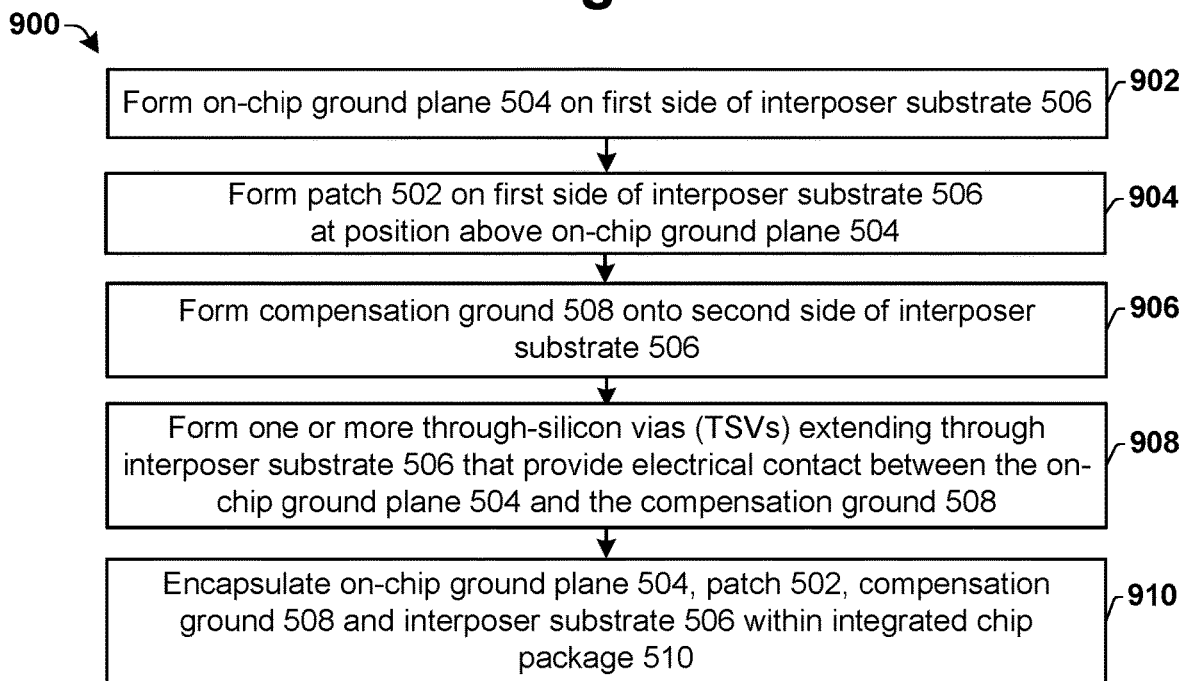 900
Form on-chip ground plane 504 on first side of interposer substrate 506
902
Form patch 502 on first side of interposer substrate 506
at position above on-chip ground plane 504
904
Form compensation ground 508 onto second side of interposer
substrate 506
906
Form one or more through-silicon vias (TSVs) extending through
interposer substrate 506 that provide electrical contact between the on-
chip ground plane 504 and the compensation ground 508
908
Encapsulate on-chip ground plane 504, patch 502, compensation
ground 508 and interposer substrate 506 within integrated chip
package 510
910